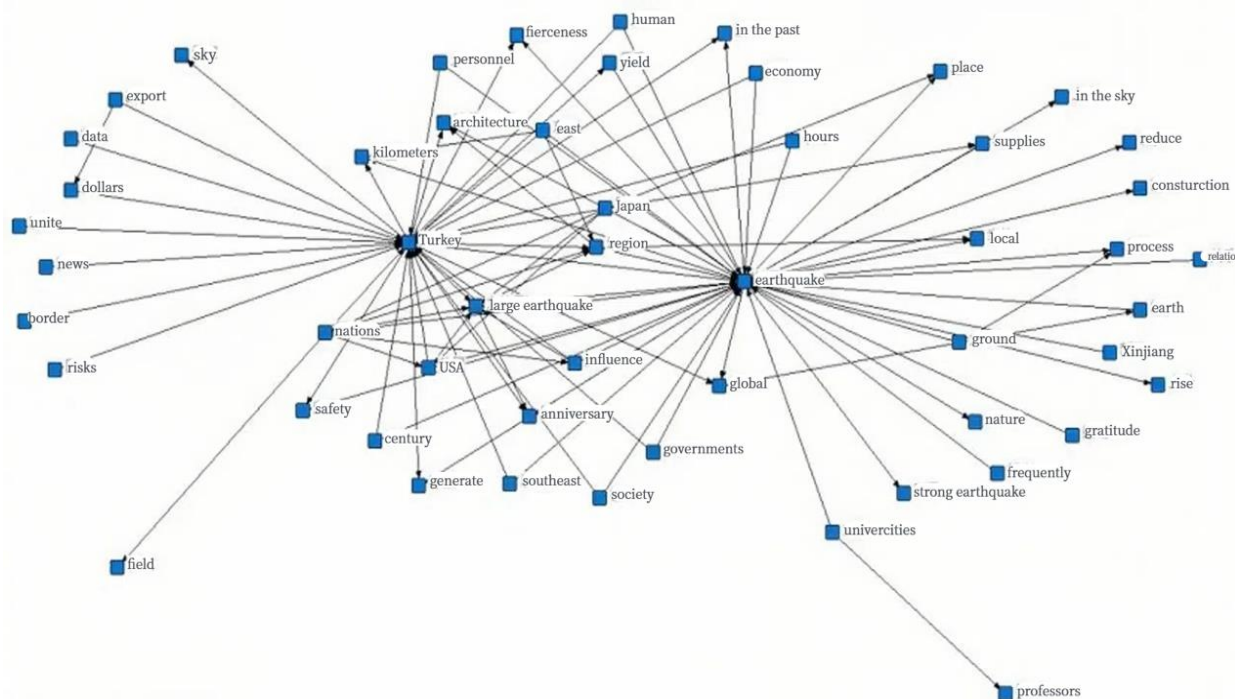 human
fierceness
in the past
sky
personnel
yield
economy
place
export
in the sky
architecture
east
data
hours
supplies
reduce
kilometers
dollars
consturction
Japan
unite
Turkey
region
local
process
relatio
news
earthquake
large earthquake
earth
border
nations
ground
Xinjiang
risks
USA
influence
global
rise
safety
anniversary
nature
century
gratitude
governments
generate
southeast
society
frequently
strong earthquake
univercities
field
professors